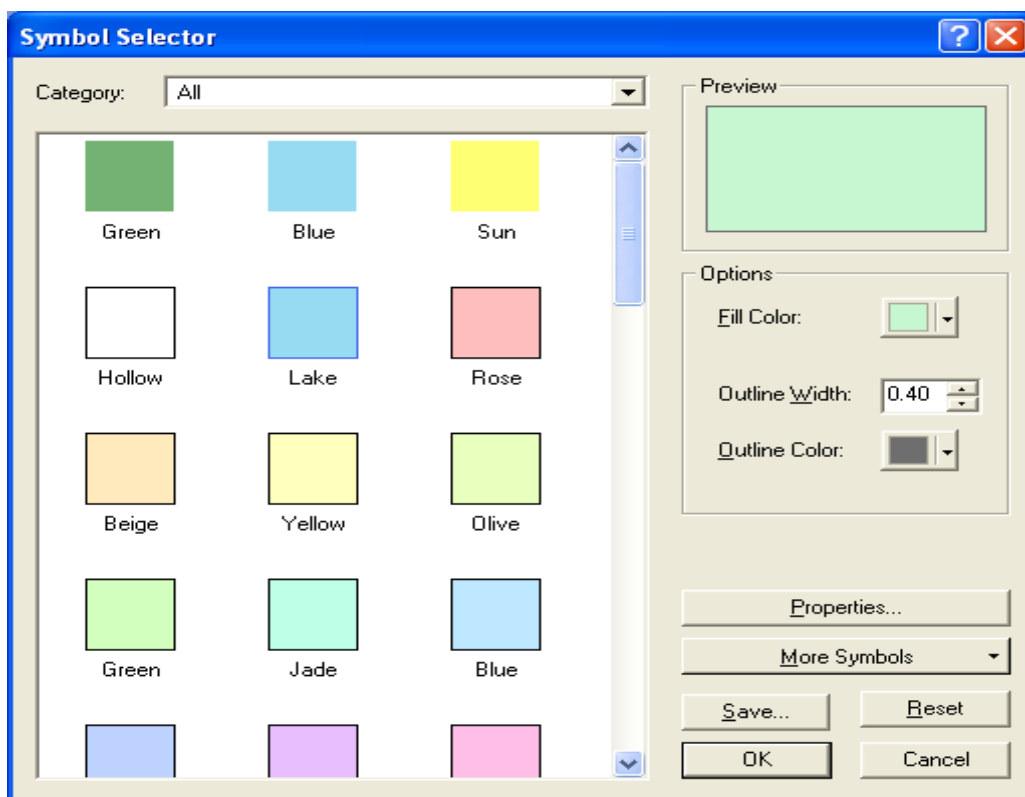 Symbol Selector
?
Category: All
Green Blue Sun
Hollow Lake Rose
Beige Yellow Olive
Green Jade Blue
Preview
Options
Fill Color:
Outline Width: 0.40
Outline Color:
Properties...
More Symbols
Save... Reset
OK Cancel